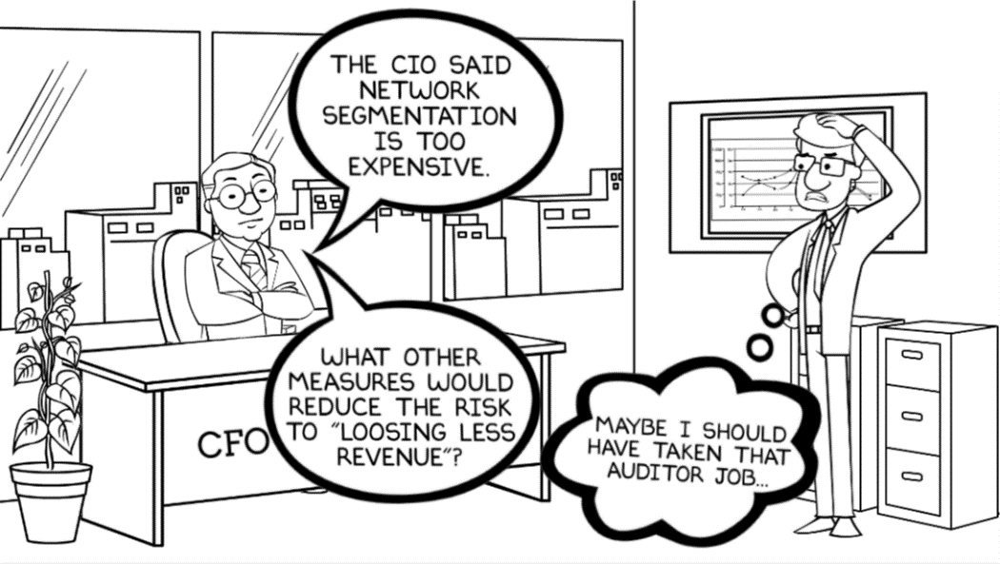 THE CIO SAID
NETWORK
SEGMENTATION
IS TOO
EXPENSIVE.
WHAT OTHER
MEASURES WOULD
REDUCE THE RISK
TO "LOOSING LESS
REVENUE"?
CFO
MAYBE I SHOULD
HAVE TAKEN THAT
AUDITOR JOB...